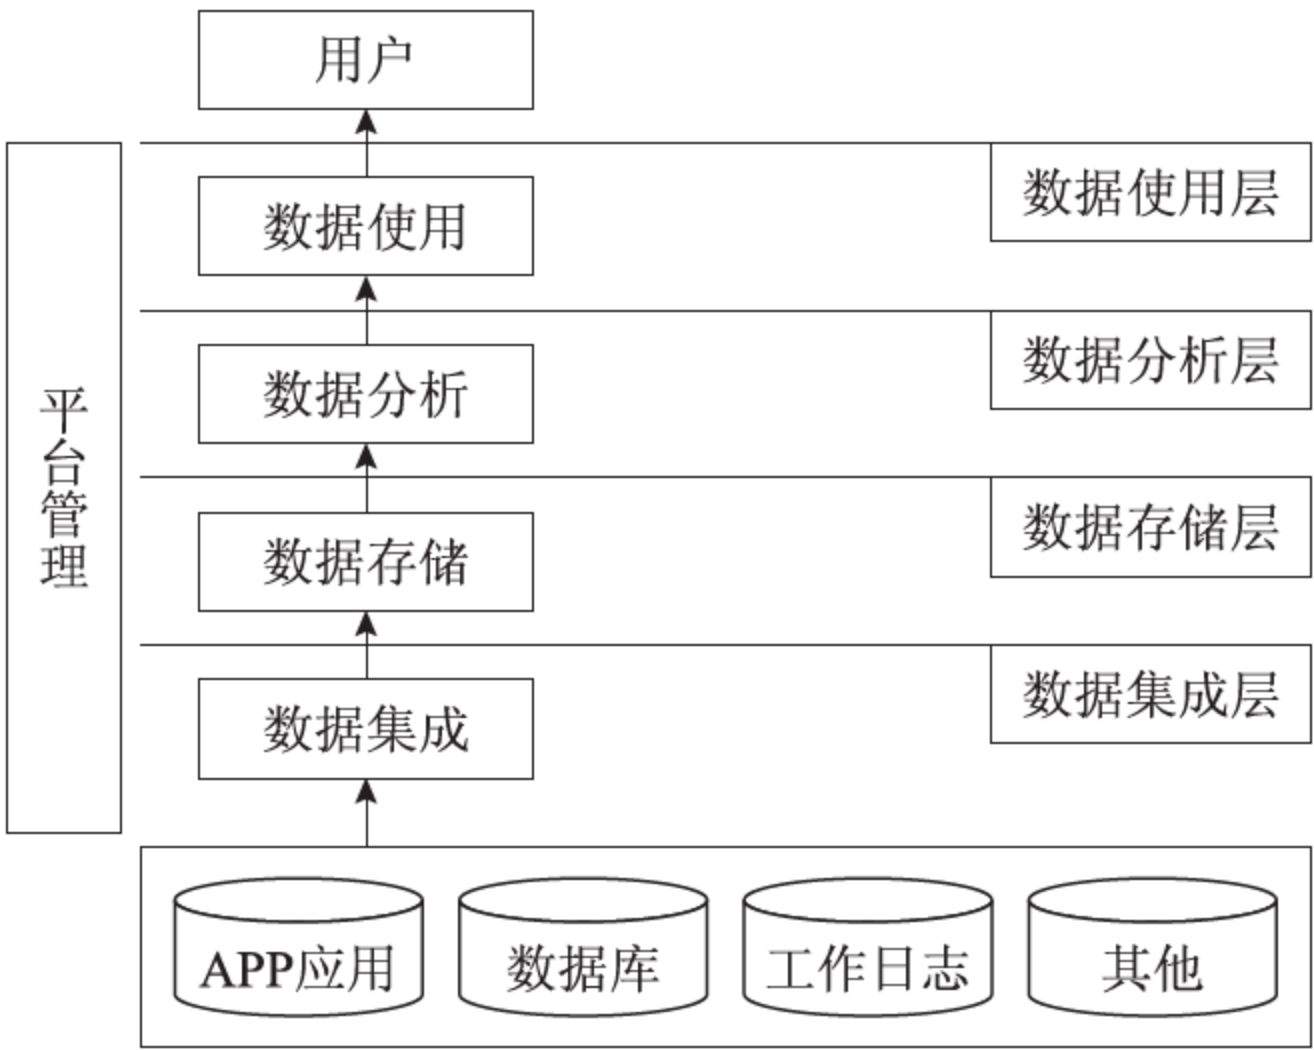 用户
数据使用
数据使用层
数据分析
数据分析层
平台管理
数据存储
数据存储层
数据集成
数据集成层
APP应用
数据库
工作日志
其他